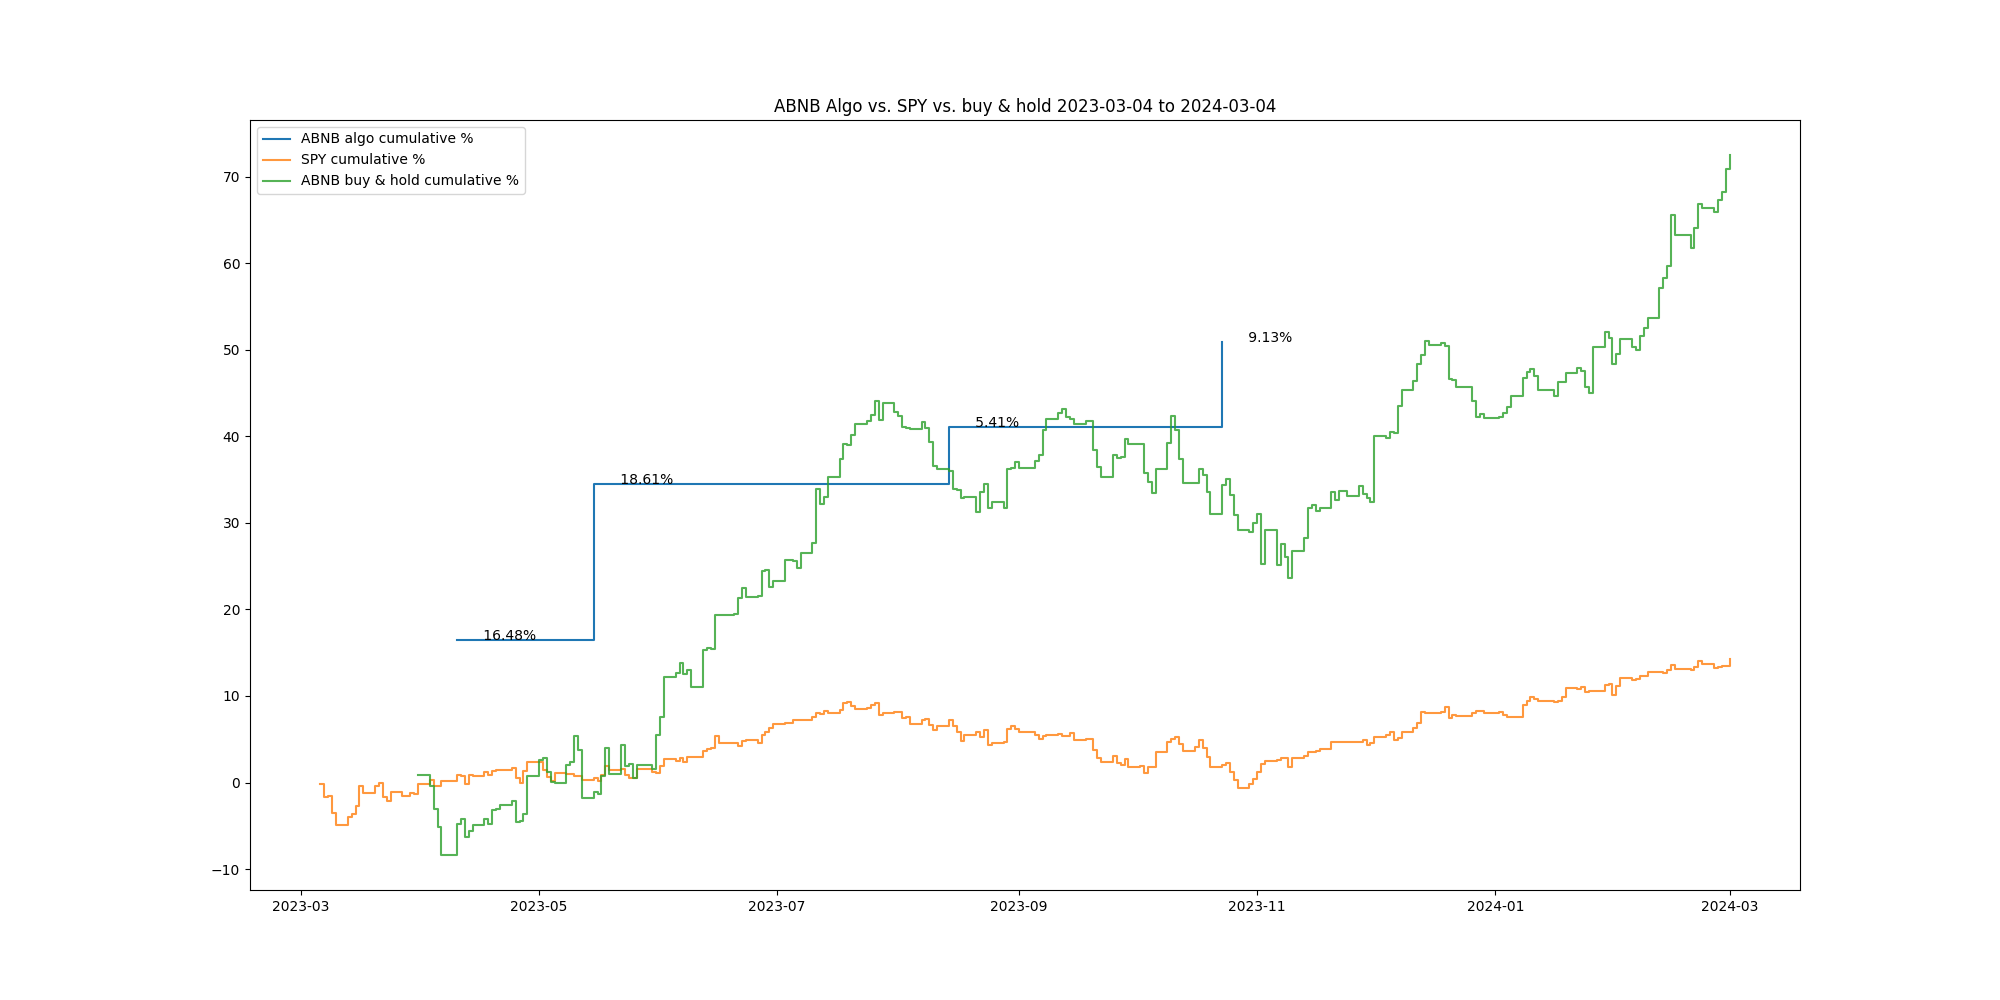 ABNB Algo vs. SPY vs. buy & hold 2023-03-04 to 2024-03-04
ABNB algo cumulative %
SPY cumulative %
ABNB buy & hold cumulative %
70
60
50
40
30
20
10
0
−10
9.13%
5.41%
18.61%
16.48%
2023-03 2023-05 2023-07 2023-09 2023-11 2024-01 2024-03